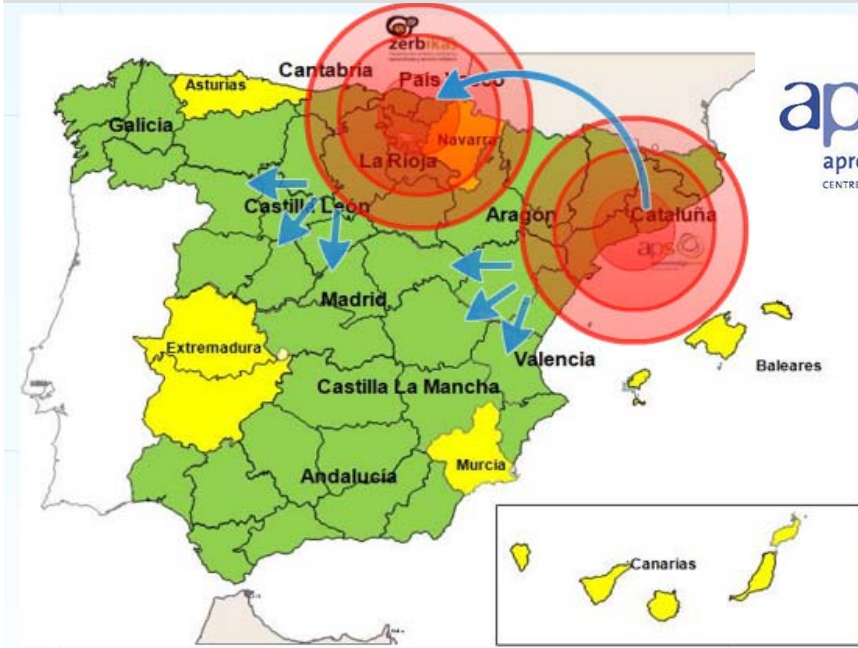 zerbikas
Cantabria
País Vasco
Asturias
Galicia
Navarra
La Rioja
Castilla León
Aragón
Cataluña
aps
Madrid
Extremadura
Valencia
Baleares
Castilla La Mancha
Murcia
Andalucía
Canarias
ap
apre
CENTRE